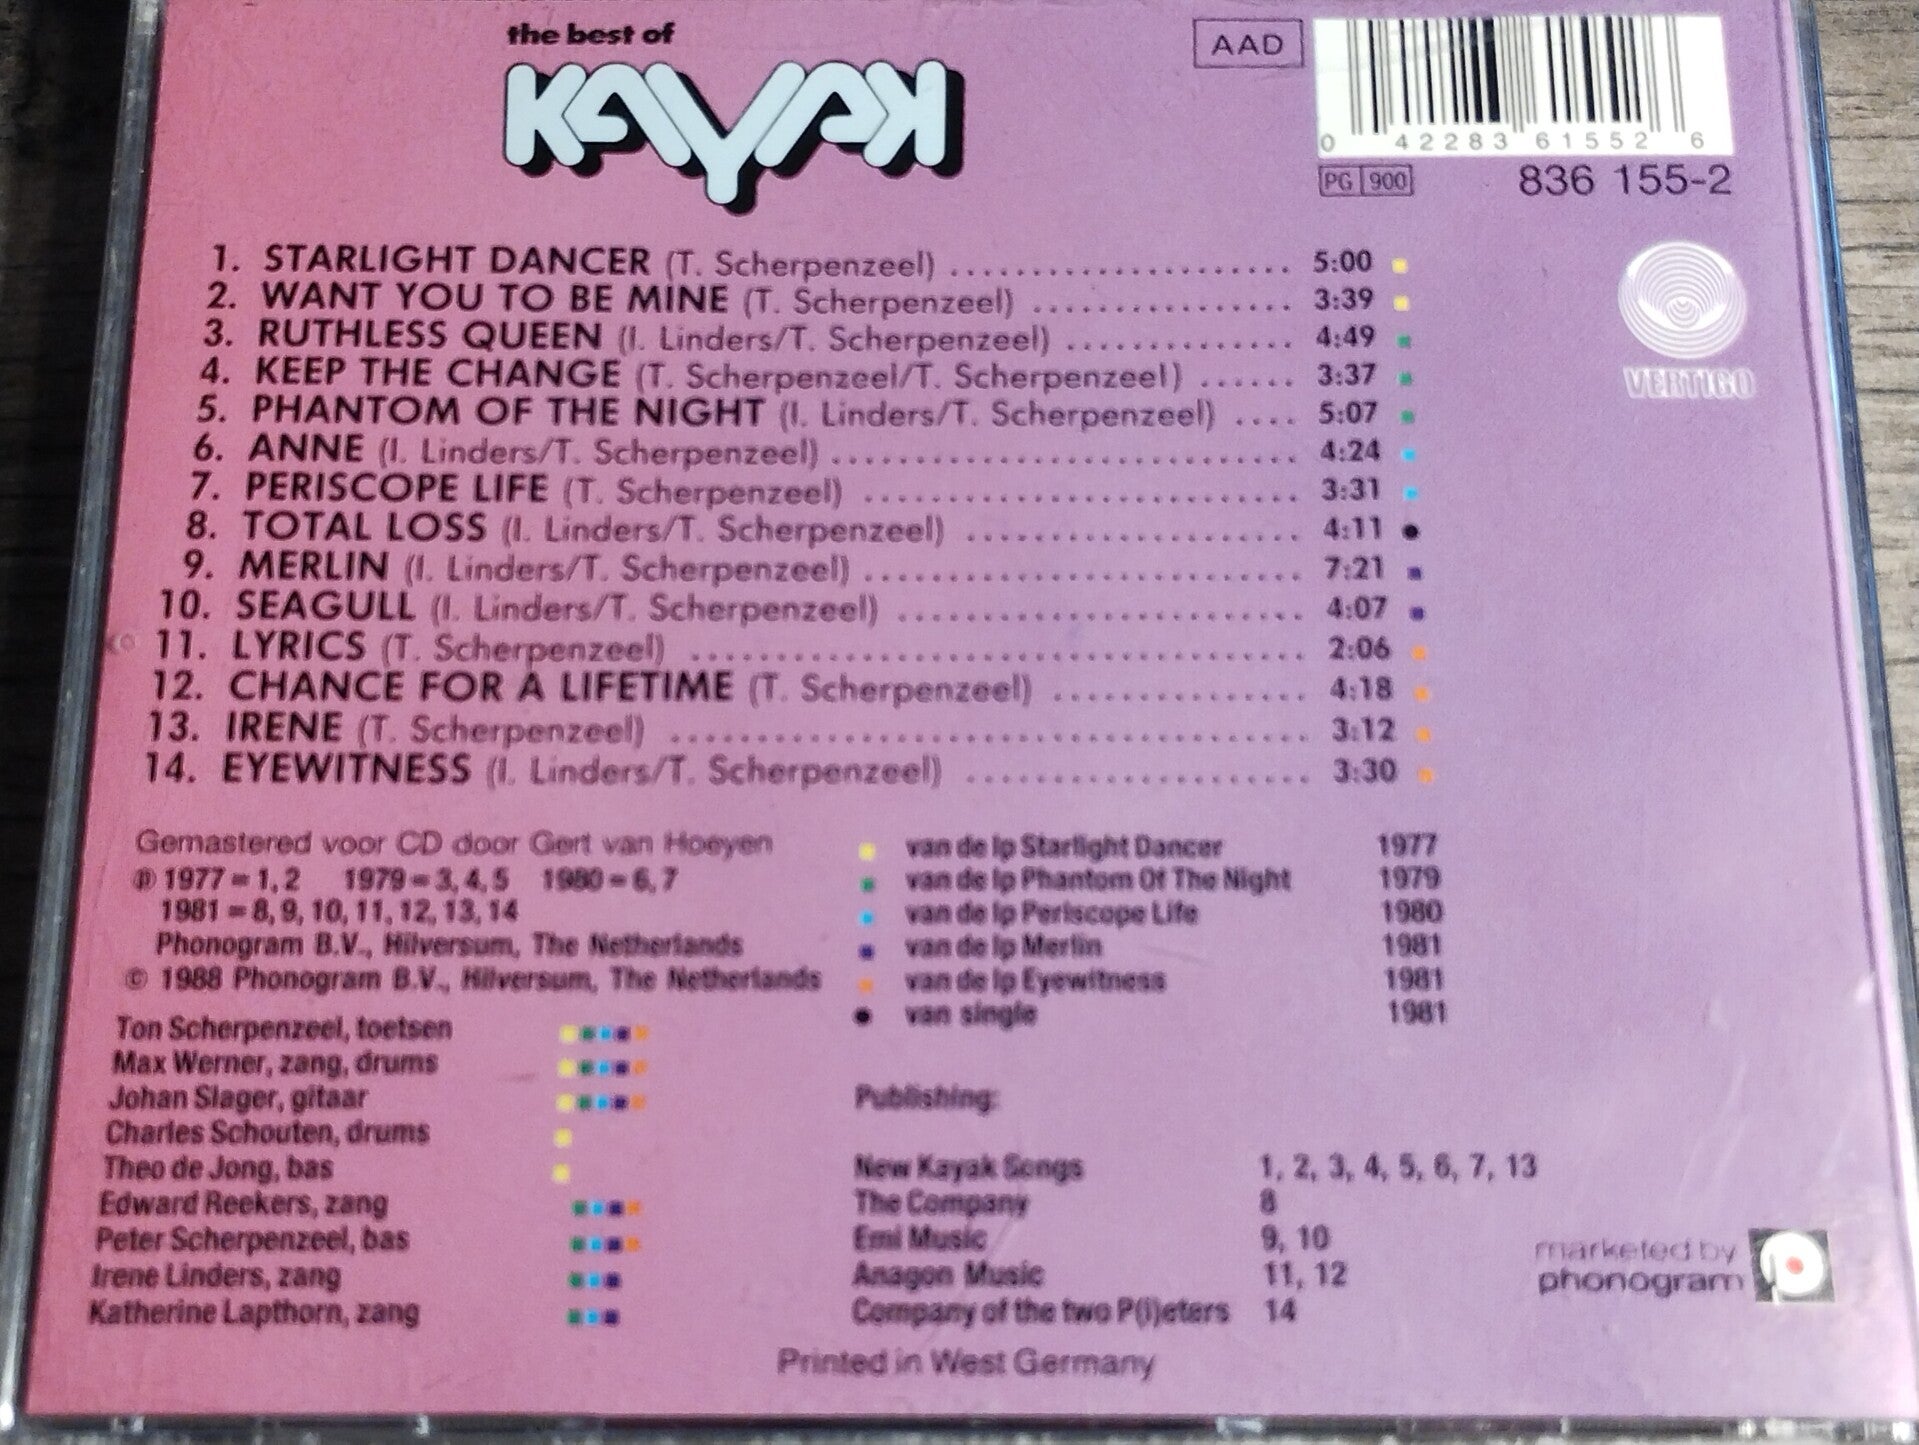 the best of
KAYAK
AAD
0 42283 61552 6
PG 900
836 155-2
1. STARLIGHT DANCER (T. Scherpenzeel) 5:00
2. WANT YOU TO BE MINE (T. Scherpenzeel) 3:39
3. RUTHLESS QUEEN (I. Linders/T. Scherpenzeel) 4:49
4. KEEP THE CHANGE (T. Scherpenzeel/T. Scherpenzeel) 3:37
5. PHANTOM OF THE NIGHT (I. Linders/T. Scherpenzeel) 5:07
6. ANNE (I. Linders/T. Scherpenzeel) 4:24
7. PERISCOPE LIFE (T. Scherpenzeel) 3:31
8. TOTAL LOSS (I. Linders/T. Scherpenzeel) 4:11
9. MERLIN (I. Linders/T. Scherpenzeel) 7:21
10. SEAGULL (I. Linders/T. Scherpenzeel) 4:07
11. LYRICS (T. Scherpenzeel) 2:06
12. CHANCE FOR A LIFETIME (T. Scherpenzeel) 4:18
13. IRENE (T. Scherpenzeel) 3:12
14. EYEWITNESS (I. Linders/T. Scherpenzeel) 3:30
VERTIGO
Gemastered voor CD door Gert van Hoeyen
℗ 1977 = 1, 2 1979 = 3, 4, 5 1980 = 6, 7
1981 = 8, 9, 10, 11, 12, 13, 14
Phonogram B.V., Hilversum, The Netherlands
© 1988 Phonogram B.V., Hilversum, The Netherlands
van de lp Starlight Dancer 1977
van de lp Phantom Of The Night 1979
van de lp Periscope Life 1980
van de lp Merlin 1981
van de lp Eyewitness 1981
van single 1981
Ton Scherpenzeel, toetsen
Max Werner, zang, drums
Johan Slager, gitaar
Charles Schouten, drums
Theo de Jong, bas
Edward Reekers, zang
Peter Scherpenzeel, bas
Irene Linders, zang
Katherine Lapthorn, zang
Publishing:
New Kayak Songs 1, 2, 3, 4, 5, 6, 7, 13
The Company 8
Emi Music 9, 10
Anagon Music 11, 12
Company of the two P(i)eters 14
marketed by
phonogram
Printed in West Germany